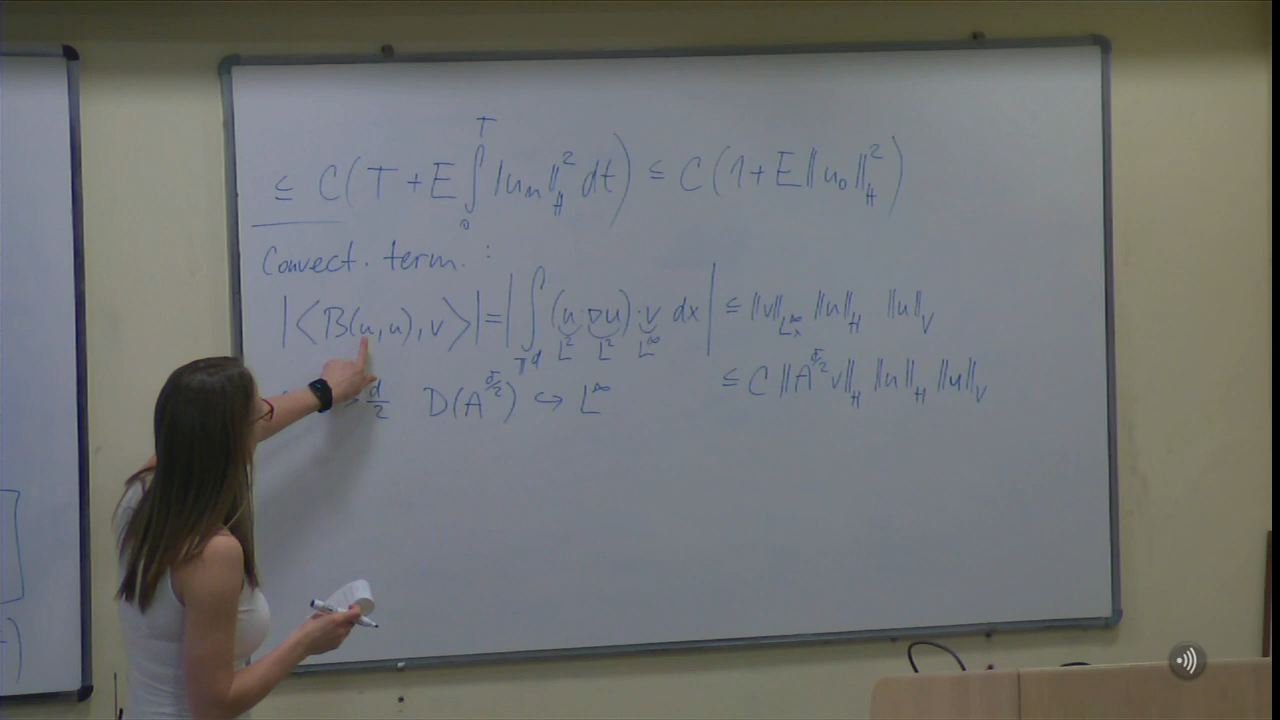 ≤ C(T + E ∫₀ᵀ ‖uₙ‖²_H dt) ≤ C(1 + E‖u₀‖²_H)
Convect. term. :
|⟨B(u,u), v⟩| = |∫_{𝕋^d} (u·∇u)·v dx| ≤ ‖v‖_{L^∞_x} ‖u‖_H ‖u‖_V
L² L² L^∞
≤ C ‖A^{σ/2} v‖_H ‖u‖_H ‖u‖_V
> d/2 D(A^{σ/2}) ↪ L^∞